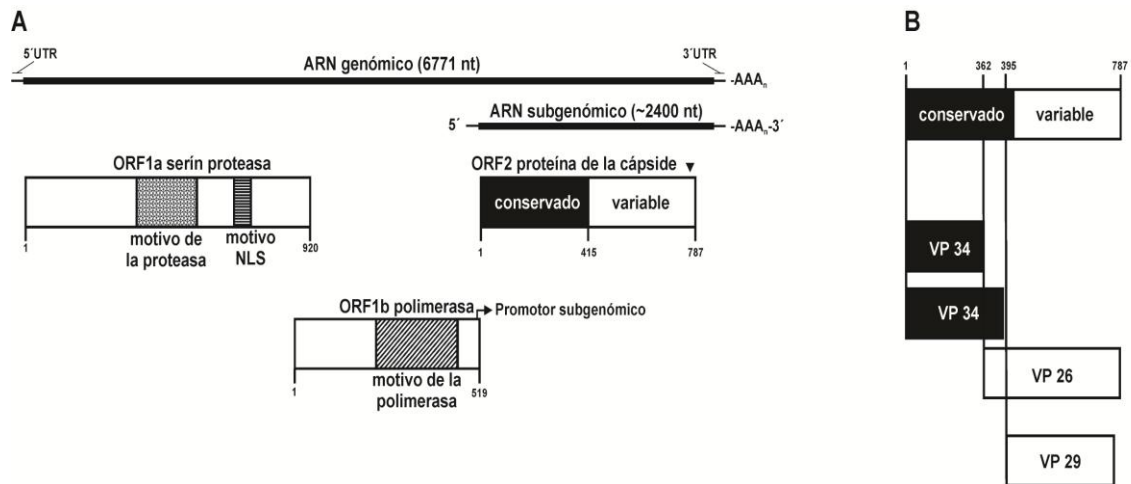 A
5´UTR
3´UTR
ARN genómico (6771 nt)
-AAAn
ARN subgenómico (~2400 nt)
5´
-AAAn-3´
ORF1a serín proteasa
motivo de
la proteasa
motivo
NLS
1
920
ORF2 proteína de la cápside
conservado
variable
1
415
787
ORF1b polimerasa
Promotor subgenómico
motivo de la
polimerasa
1
519
B
1
362
395
787
conservado
variable
VP 34
VP 34
VP 26
VP 29